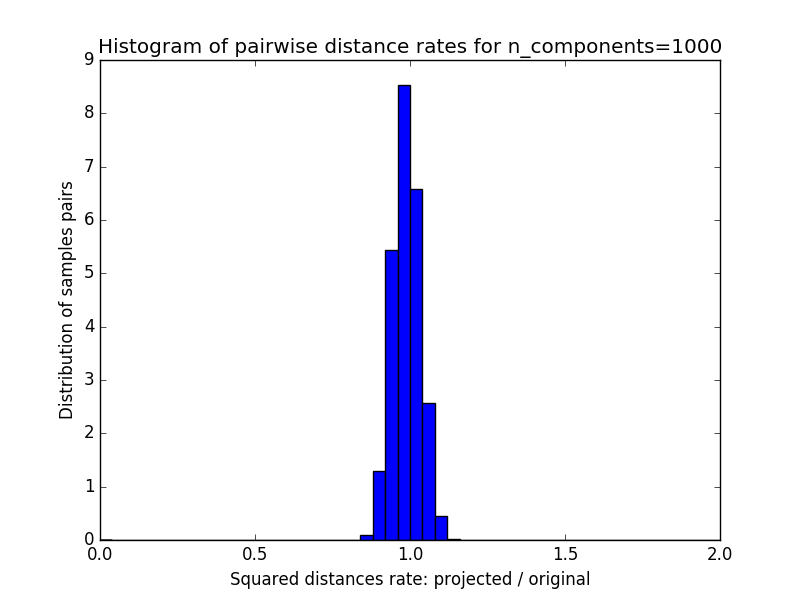 Histogram of pairwise distance rates for n_components=1000
9
8
7
6
5
4
3
2
1
0
Distribution of samples pairs
0.0 0.5 1.0 1.5 2.0
Squared distances rate: projected / original